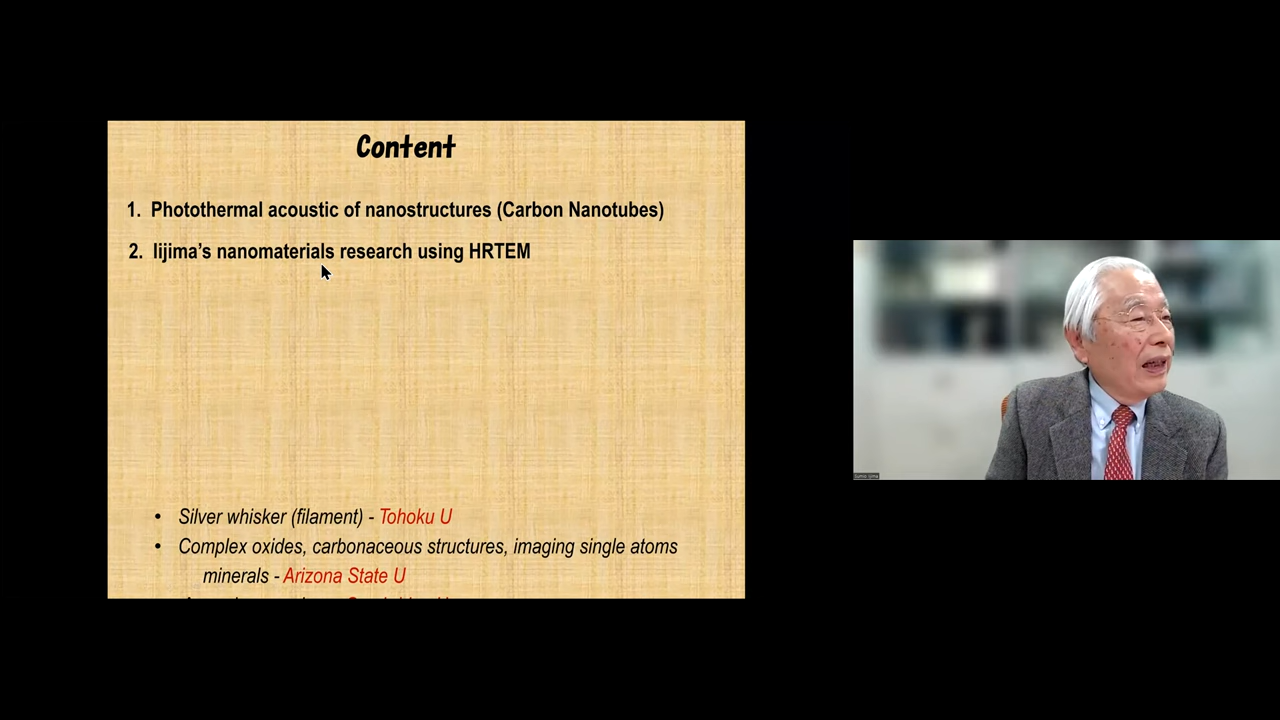 Content
1. Photothermal acoustic of nanostructures (Carbon Nanotubes)
2. Iijima's nanomaterials research using HRTEM
• Silver whisker (filament) - Tohoku U
• Complex oxides, carbonaceous structures, imaging single atoms
minerals - Arizona State U